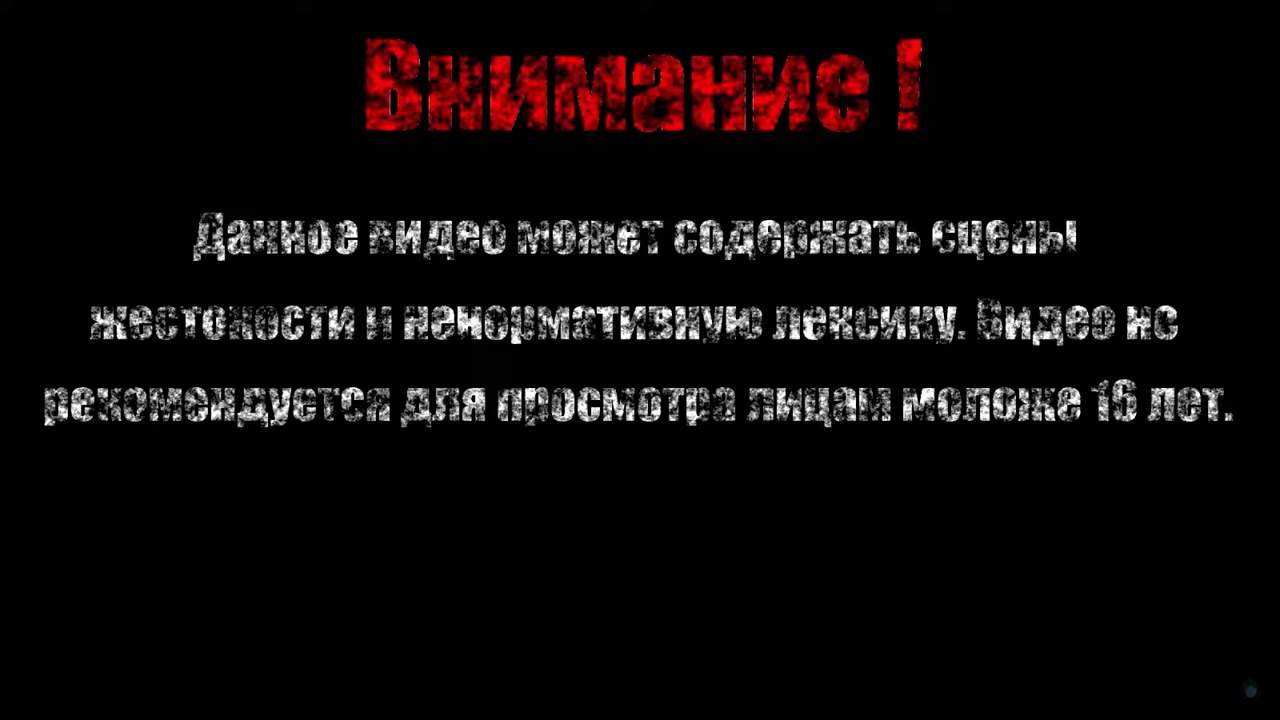 Внимание !
Данное видео может содержать сцены
жестокости и ненормативную лексику. Видео не
рекомендуется для просмотра лицам моложе 16 лет.